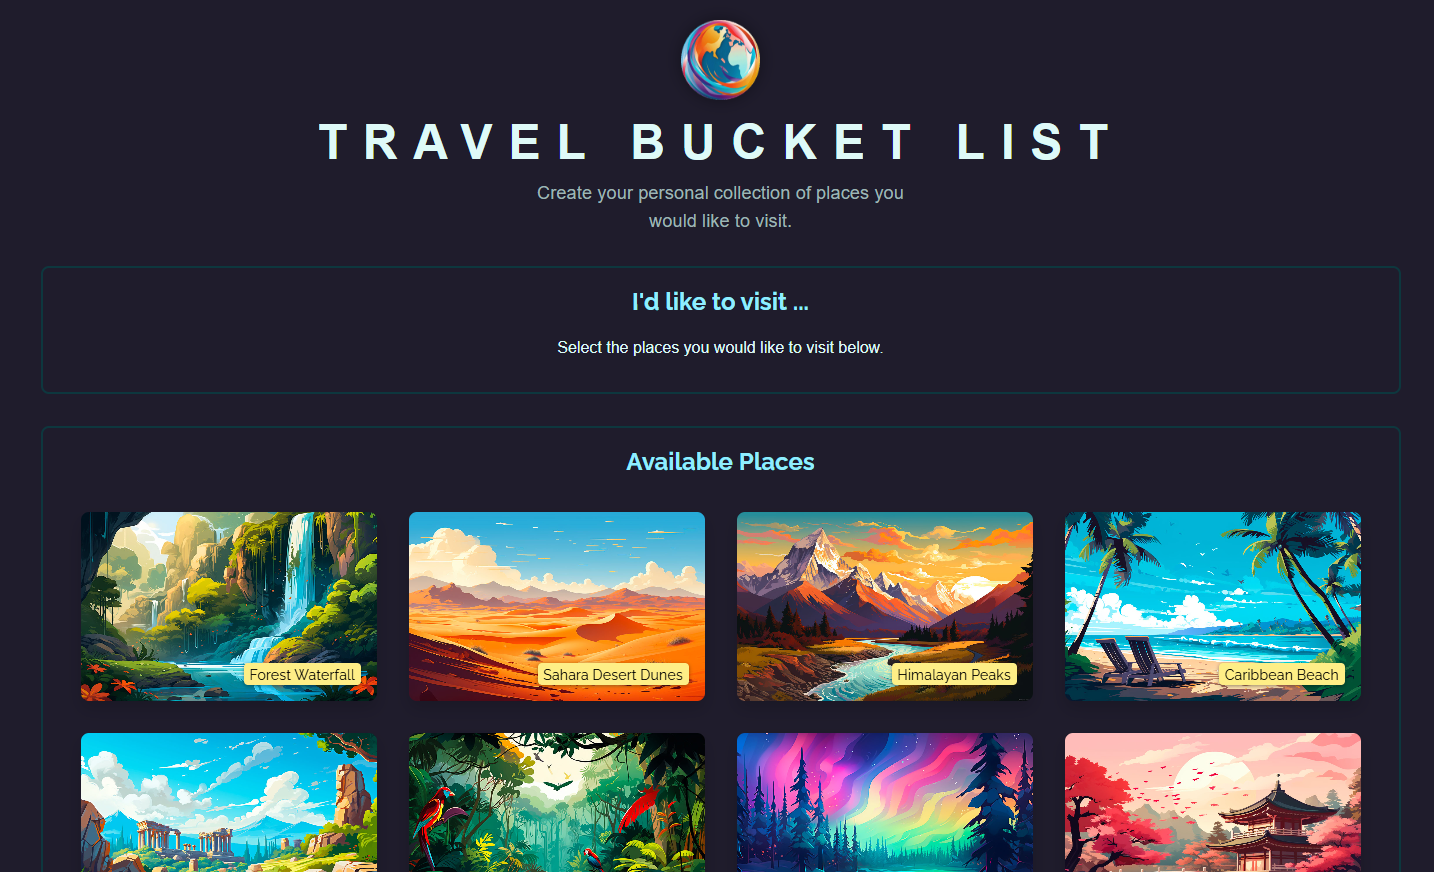 TRAVEL BUCKET LIST
Create your personal collection of places you
would like to visit.
I'd like to visit ...
Select the places you would like to visit below.
Available Places
Forest Waterfall
Sahara Desert Dunes
Himalayan Peaks
Caribbean Beach